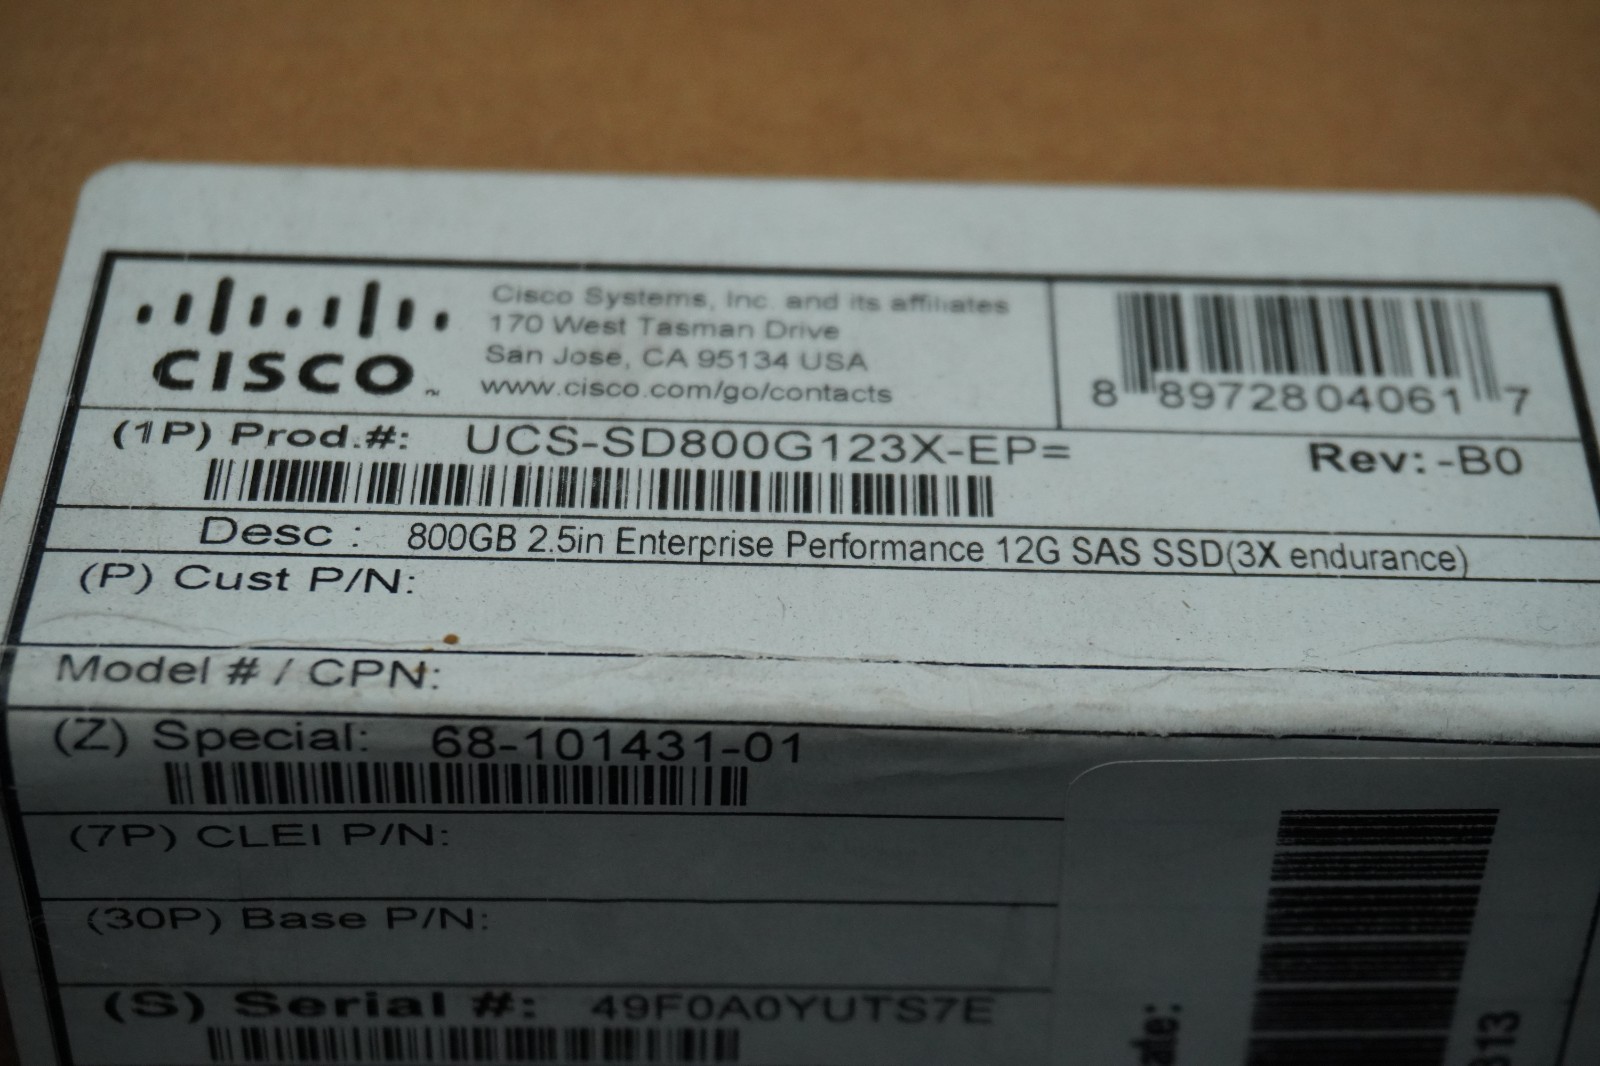 CISCO
Cisco Systems, Inc. and its affiliates
170 West Tasman Drive
San Jose, CA 95134 USA
www.cisco.com/go/contacts
8 8972804061 7
(1P) Prod.#: UCS-SD800G123X-EP= Rev: -B0
Desc : 800GB 2.5in Enterprise Performance 12G SAS SSD(3X endurance)
(P) Cust P/N:
Model # / CPN:
(Z) Special: 68-101431-01
(7P) CLEI P/N:
(30P) Base P/N:
(S) Serial #: 49F0A0YUTS7E